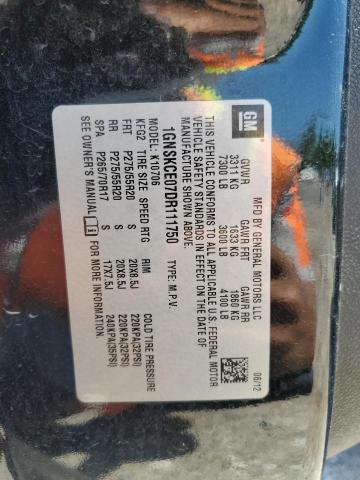 GM
MFD BY GENERAL MOTORS LLC 06/12
GVWR GAWR FRT GAWR RR
3311 KG 1633 KG 1860 KG
7300 LB 3600 LB 4100 LB
THIS VEHICLE CONFORMS TO ALL APPLICABLE U.S. FEDERAL MOTOR
VEHICLE SAFETY STANDARDS IN EFFECT ON THE DATE OF
MANUFACTURE SHOWN ABOVE.
1GNSKCE07DR111750 TYPE: M.P.V.
MODEL: K10706
KFG2 TIRE SIZE SPEED RTG RIM COLD TIRE PRESSURE
FRT P275/55R20 S 20X8.5J 220KPA(32PSI)
RR P275/55R20 S 20X8.5J 220KPA(32PSI)
SPA P265/70R17 S 17X7.5J 240KPA(35PSI)
SEE OWNER'S MANUAL FOR MORE INFORMATION